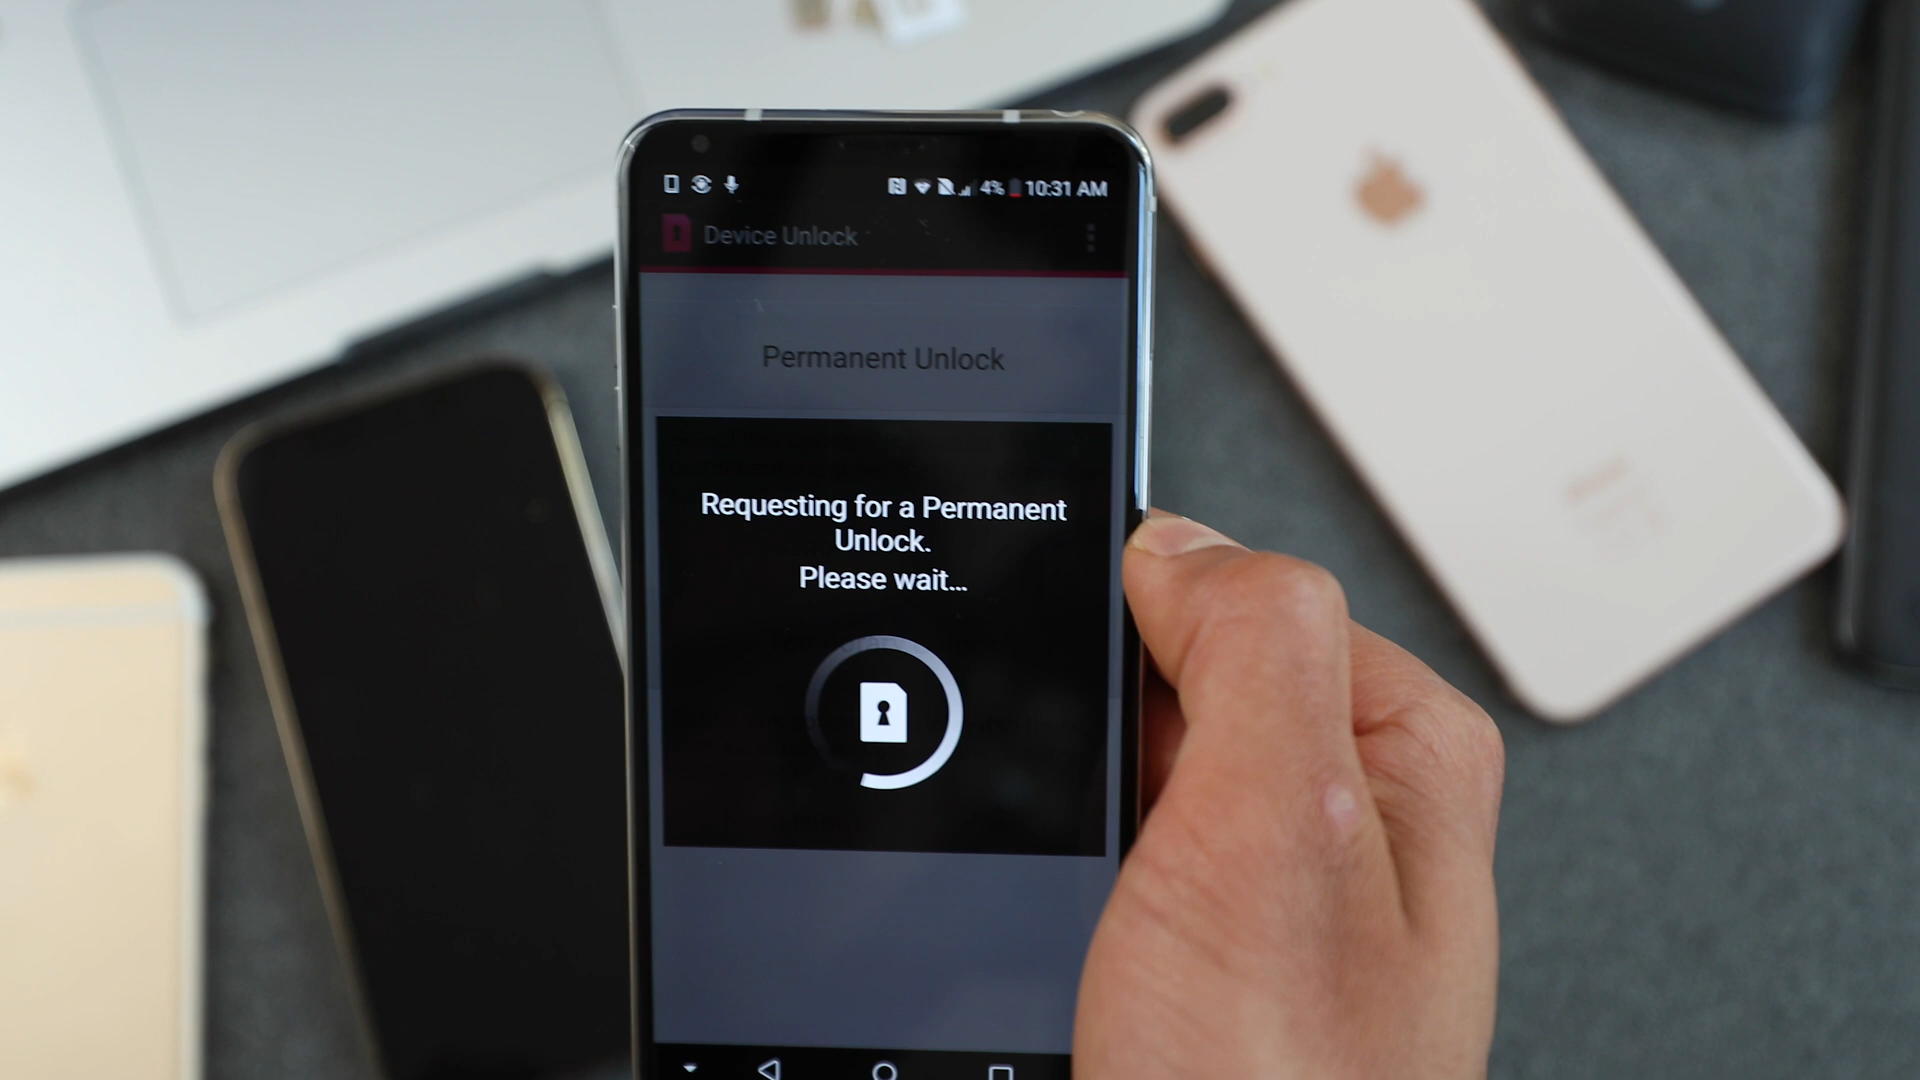 4% 10:31 AM
Device Unlock
Permanent Unlock
Requesting for a Permanent
Unlock.
Please wait...